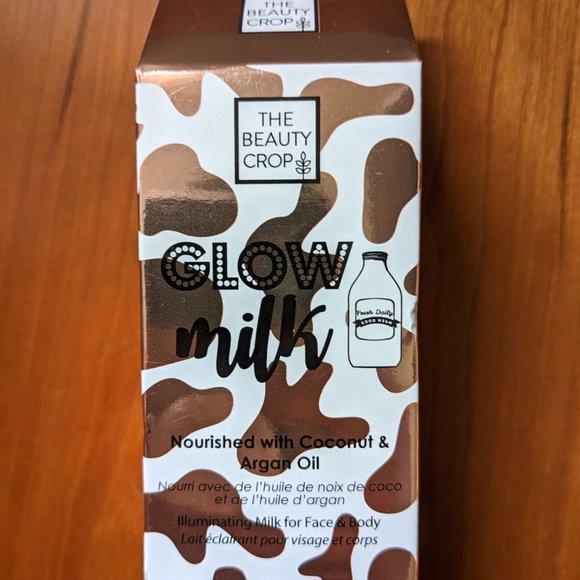 THE
BEAUTY
CROP
THE
BEAUTY
CROP
GLOW
milk
Fresh Daily
GOOD MILK
Nourished with Coconut &
Argan Oil
Nourri avec de l'huile de noix de coco
et de l'huile d'argan
Illuminating Milk for Face & Body
Lait éclairant pour visage et corps